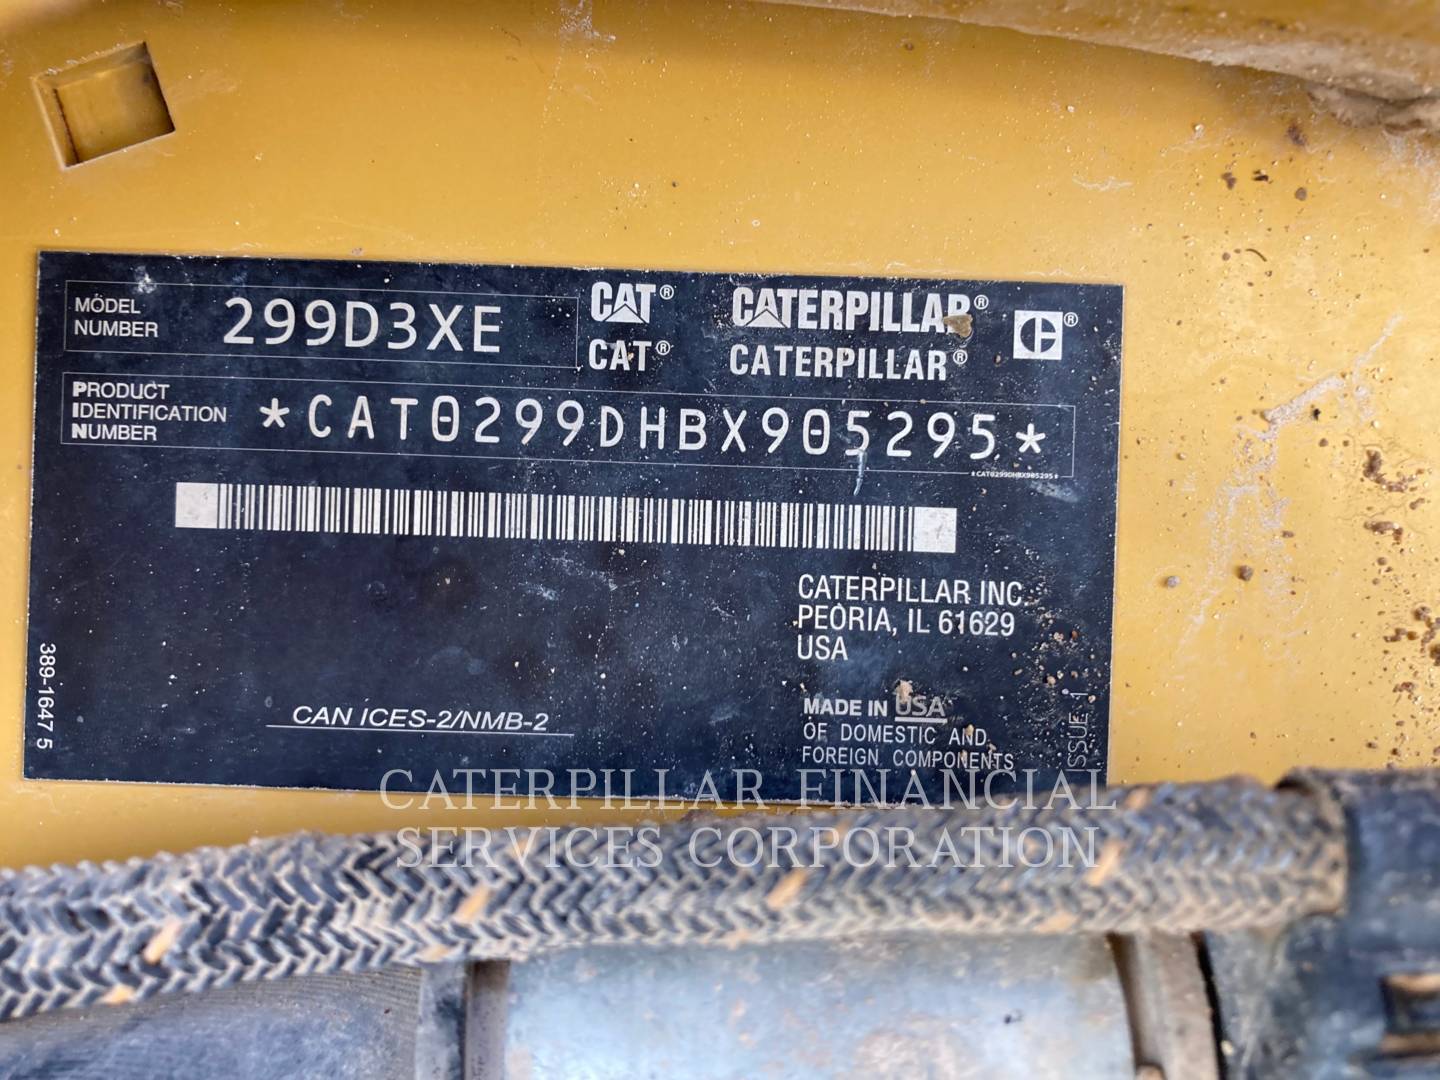 MODEL
NUMBER
299D3XE
CAT®
CATERPILLAR®
CAT®
CATERPILLAR®
®
PRODUCT
IDENTIFICATION
NUMBER
*CAT0299DHBX905295*
*CAT0299DHBX905295*
CATERPILLAR INC.
PEORIA, IL 61629
USA
389-1647 5
CAN ICES-2/NMB-2
MADE IN USA
OF DOMESTIC AND
FOREIGN COMPONENTS
ISSUE 1
CATERPILLAR FINANCIAL
SERVICES CORPORATION